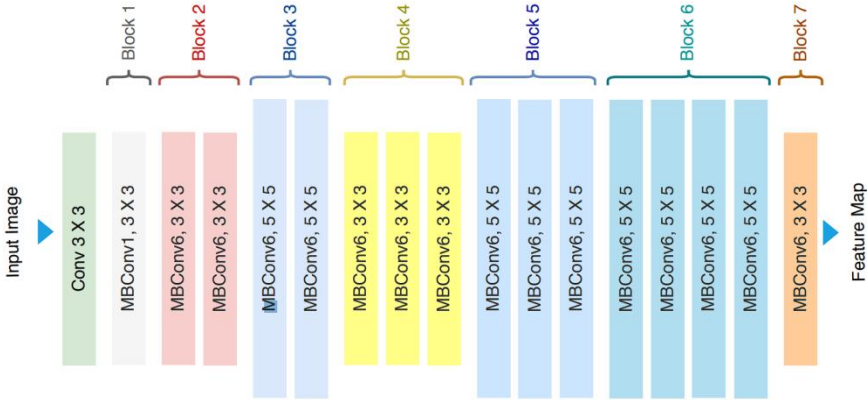 Input Image
Conv 3 X 3
Block 1
MBConv1, 3 X 3
Block 2
MBConv6, 3 X 3
MBConv6, 3 X 3
Block 3
MBConv6, 5 X 5
MBConv6, 5 X 5
Block 4
MBConv6, 3 X 3
MBConv6, 3 X 3
MBConv6, 3 X 3
Block 5
MBConv6, 5 X 5
MBConv6, 5 X 5
MBConv6, 5 X 5
Block 6
MBConv6, 5 X 5
MBConv6, 5 X 5
MBConv6, 5 X 5
MBConv6, 5 X 5
Block 7
MBConv6, 3 X 3
Feature Map